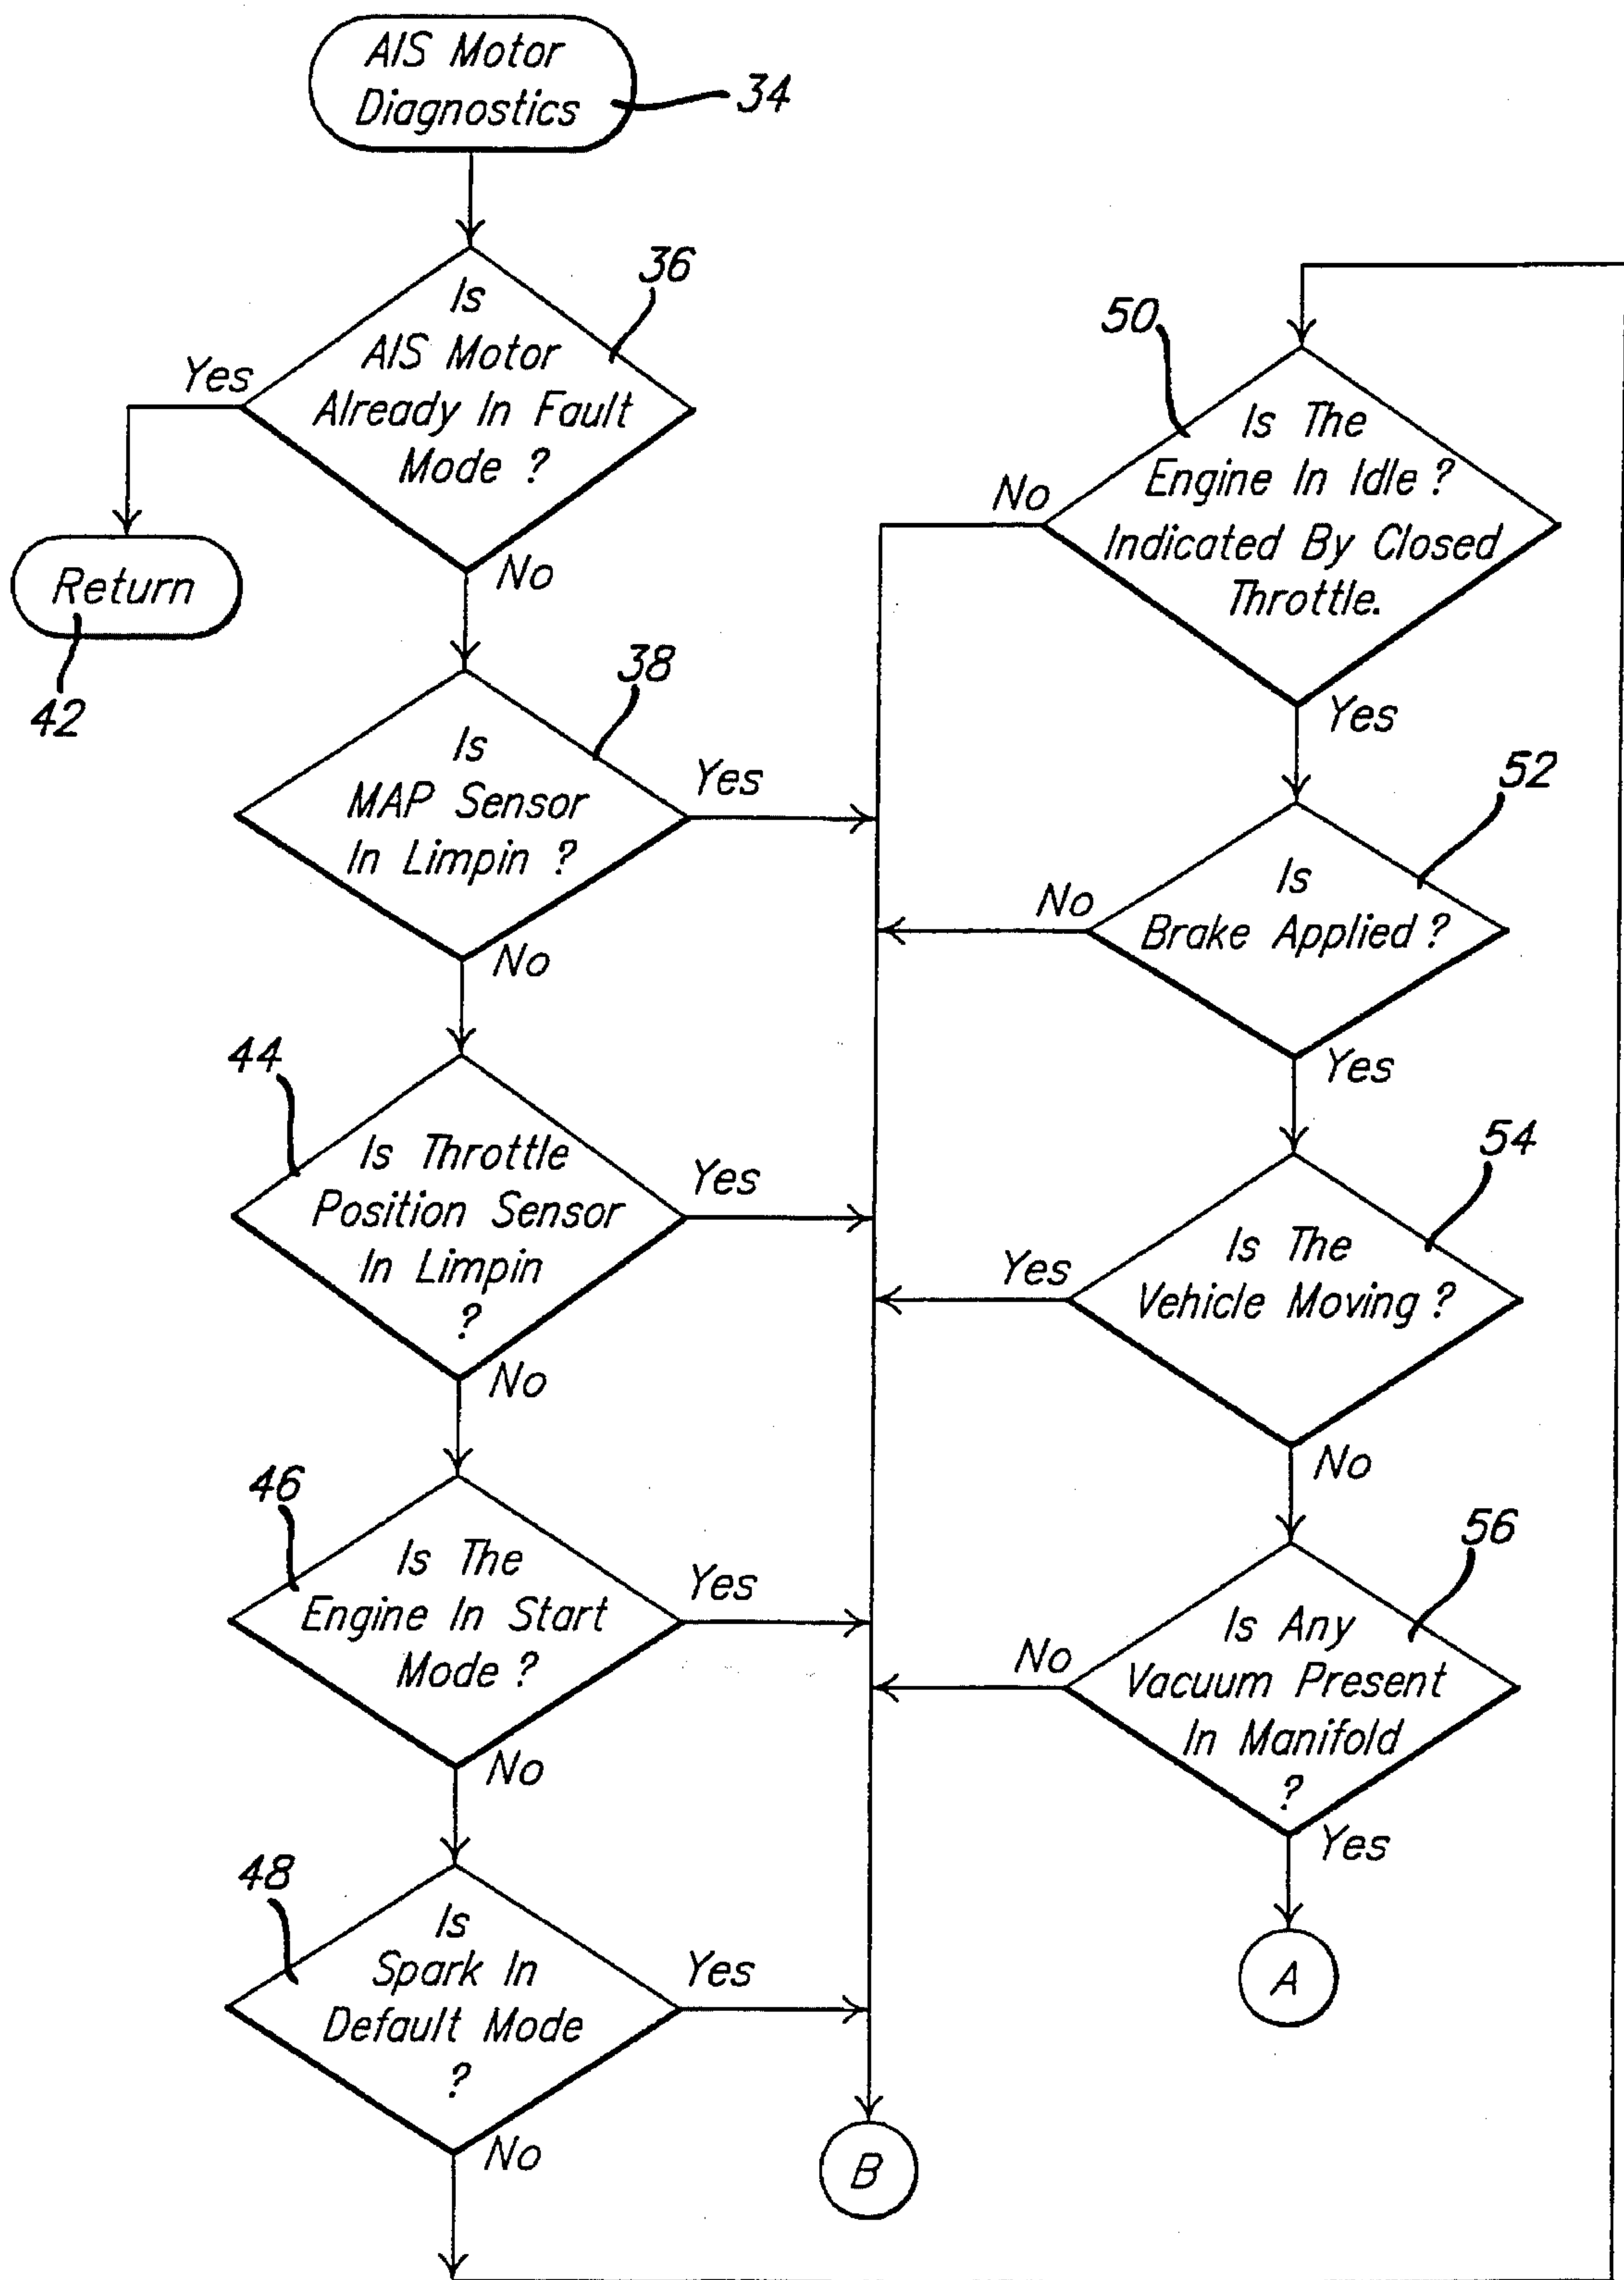 AIS Motor
Diagnostics
34
36
Is
AIS Motor
Already In Fault
Mode ?
Yes
No
Return
42
38
Is
MAP Sensor
In Limpin ?
Yes
No
44
Is Throttle
Position Sensor
In Limpin
?
Yes
No
46
Is The
Engine In Start
Mode ?
Yes
No
48
Is
Spark In
Default Mode
?
Yes
No
50
Is The
Engine In Idle ?
Indicated By Closed
Throttle.
No
Yes
52
Is
Brake Applied ?
No
Yes
54
Is The
Vehicle Moving ?
Yes
No
56
Is Any
Vacuum Present
In Manifold
?
No
Yes
A
B